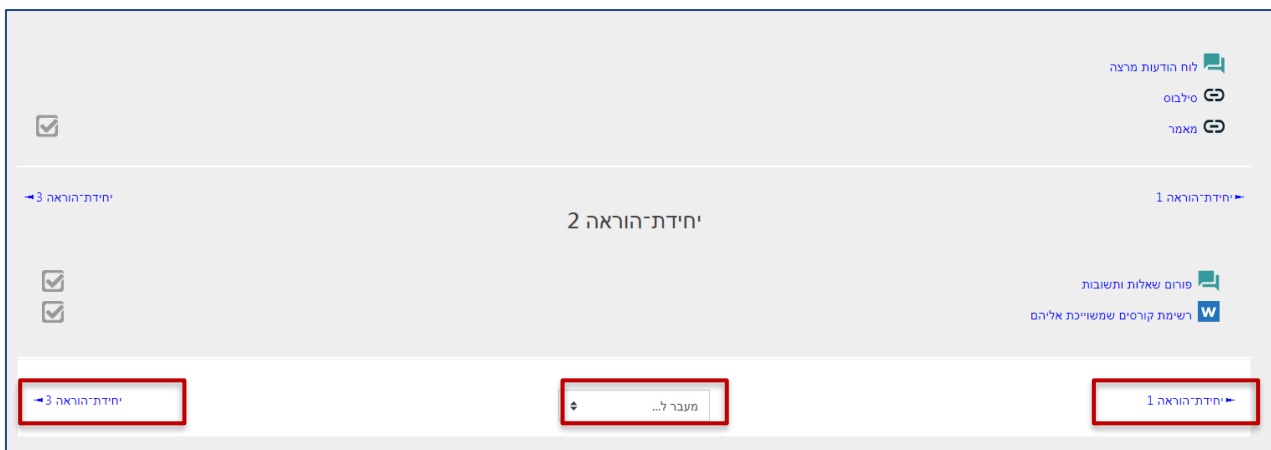 לוח הודעות מרצה
סילבוס
מאמר
יחידת־הוראה 1
יחידת־הוראה 3
יחידת־הוראה 2
פורום שאלות ותשובות
W רשימת קורסים שמשוייכת אליהם
יחידת־הוראה 1
מעבר ל...
יחידת־הוראה 3